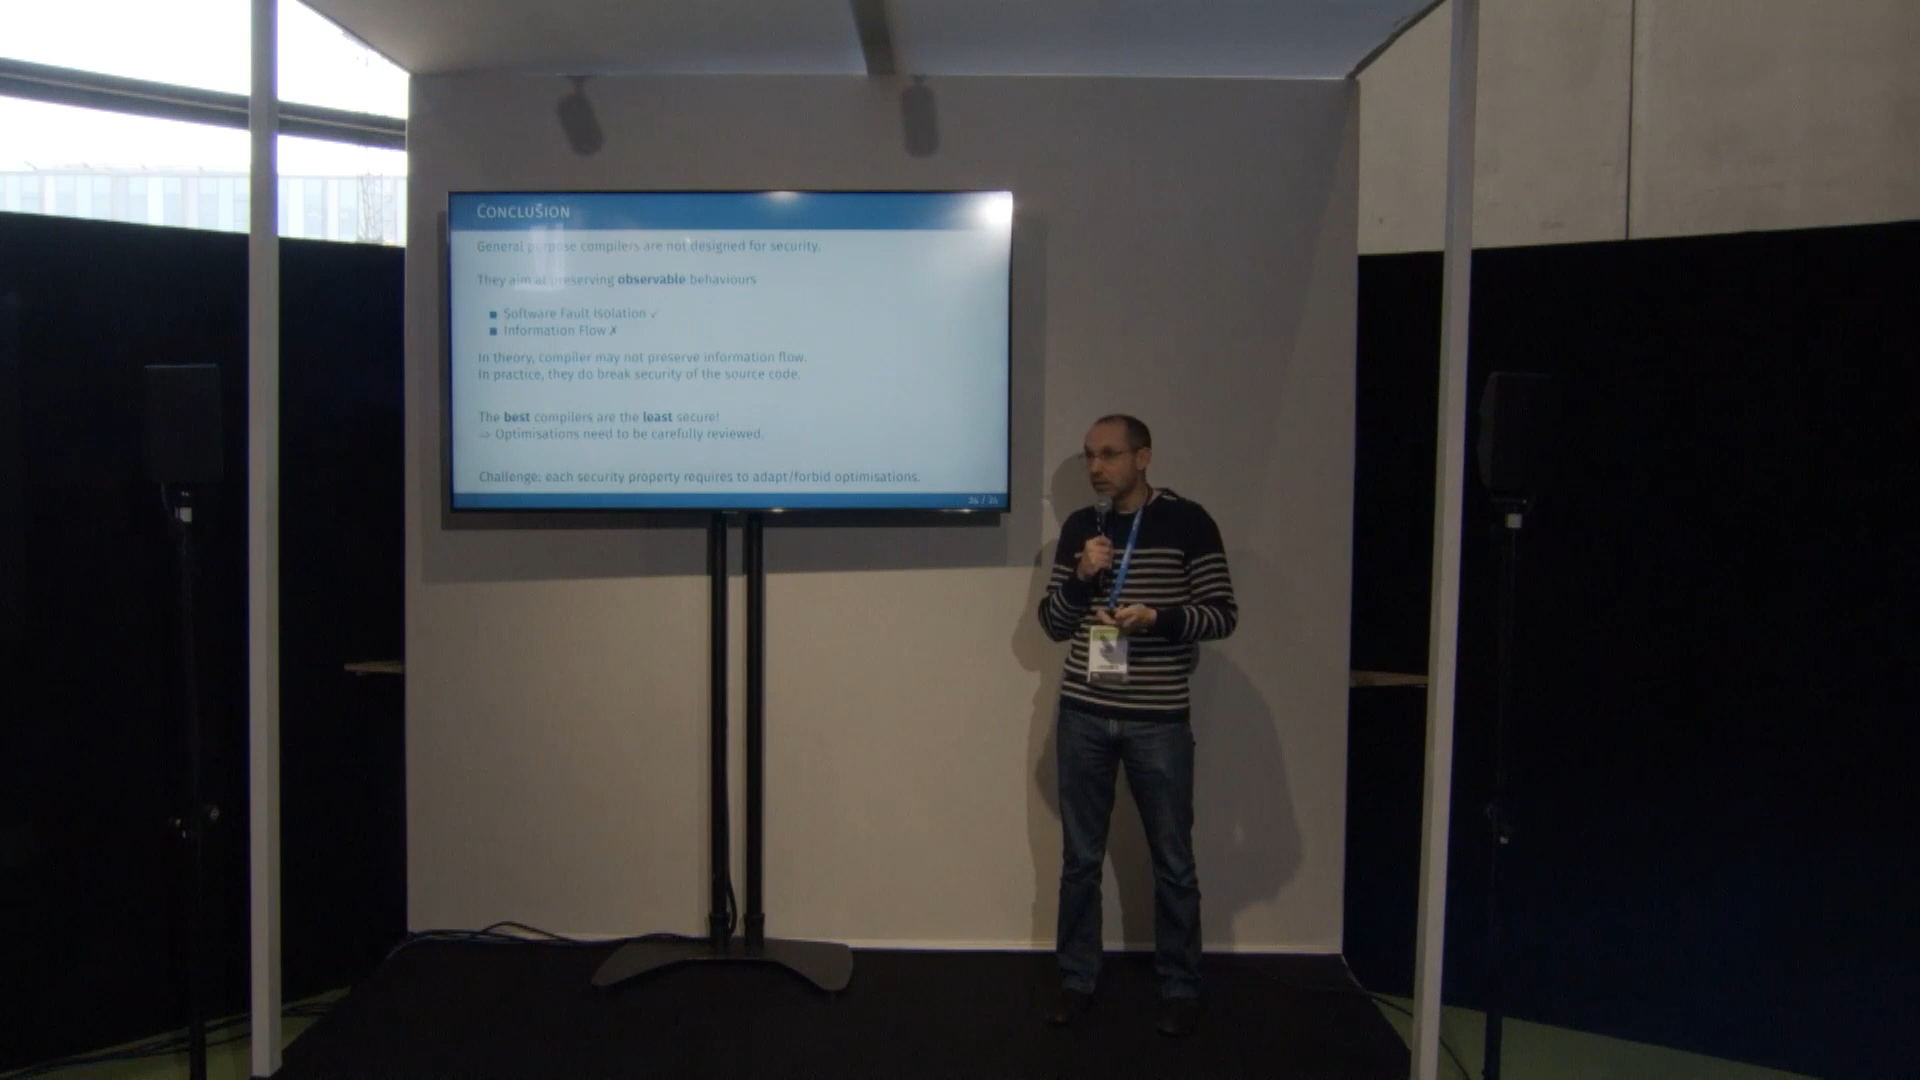 CONCLUSION
General purpose compilers are not designed for security.
They aim at preserving observable behaviours
■ Software Fault Isolation ✓
■ Information Flow ✗
In theory, compiler may not preserve information flow.
In practice, they do break security of the source code.
The best compilers are the least secure!
⇒ Optimisations need to be carefully reviewed.
Challenge: each security property requires to adapt/forbid optimisations.
24 / 24